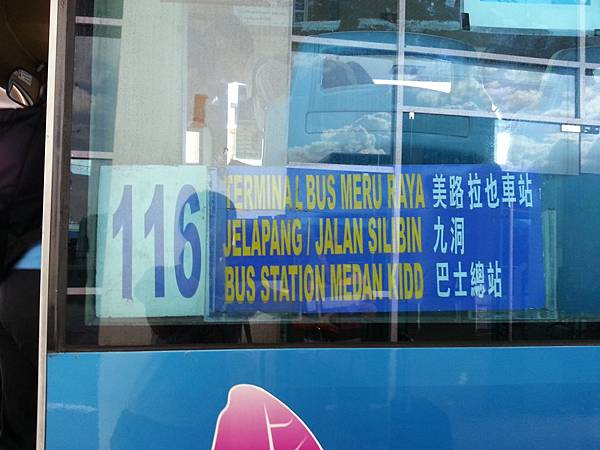 116
TERMINAL BUS MERU RAYA 美路拉也車站
JELAPANG / JALAN SILIBIN 九洞
BUS STATION MEDAN KIDD 巴士總站